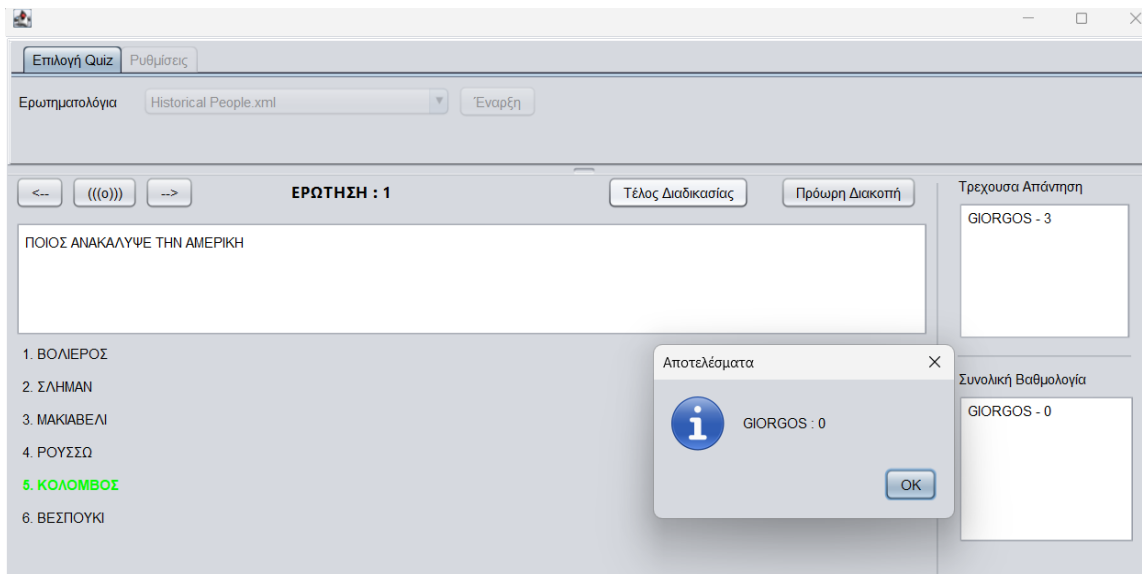 Επιλογή Quiz Ρυθμίσεις
Ερωτηματολόγια Historical People.xml Έναρξη
<-- (((o))) --> ΕΡΩΤΗΣΗ : 1 Τέλος Διαδικασίας Πρόωρη Διακοπή
Τρεχουσα Απάντηση
GIORGOS - 3
ΠΟΙΟΣ ΑΝΑΚΑΛΥΨΕ ΤΗΝ ΑΜΕΡΙΚΗ
1. ΒΟΛΙΕΡΟΣ
2. ΣΛΗΜΑΝ
3. ΜΑΚΙΑΒΕΛΙ
4. ΡΟΥΣΣΩ
5. ΚΟΛΟΜΒΟΣ
6. ΒΕΣΠΟΥΚΙ
Αποτελέσματα
GIORGOS : 0
OK
Συνολική Βαθμολογία
GIORGOS - 0